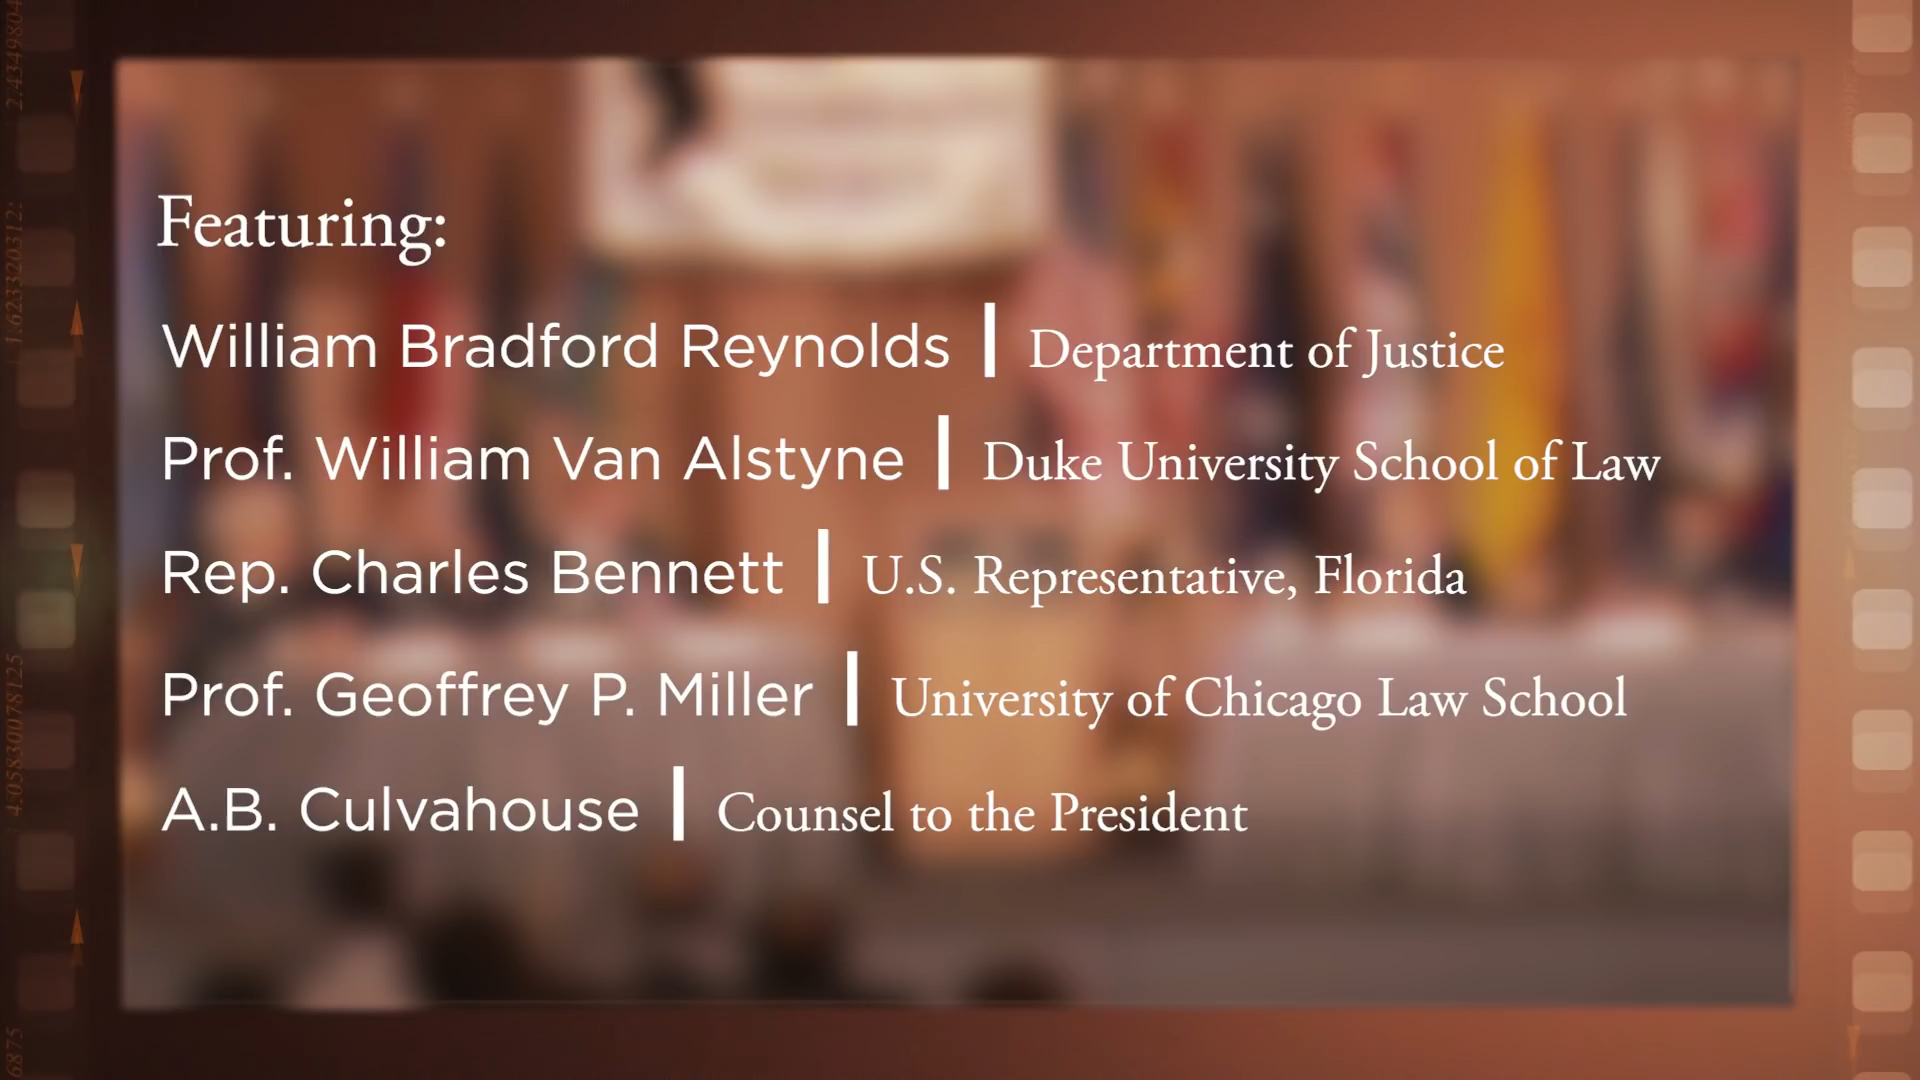 Featuring:
William Bradford Reynolds | Department of Justice
Prof. William Van Alstyne | Duke University School of Law
Rep. Charles Bennett | U.S. Representative, Florida
Prof. Geoffrey P. Miller | University of Chicago Law School
A.B. Culvahouse | Counsel to the President